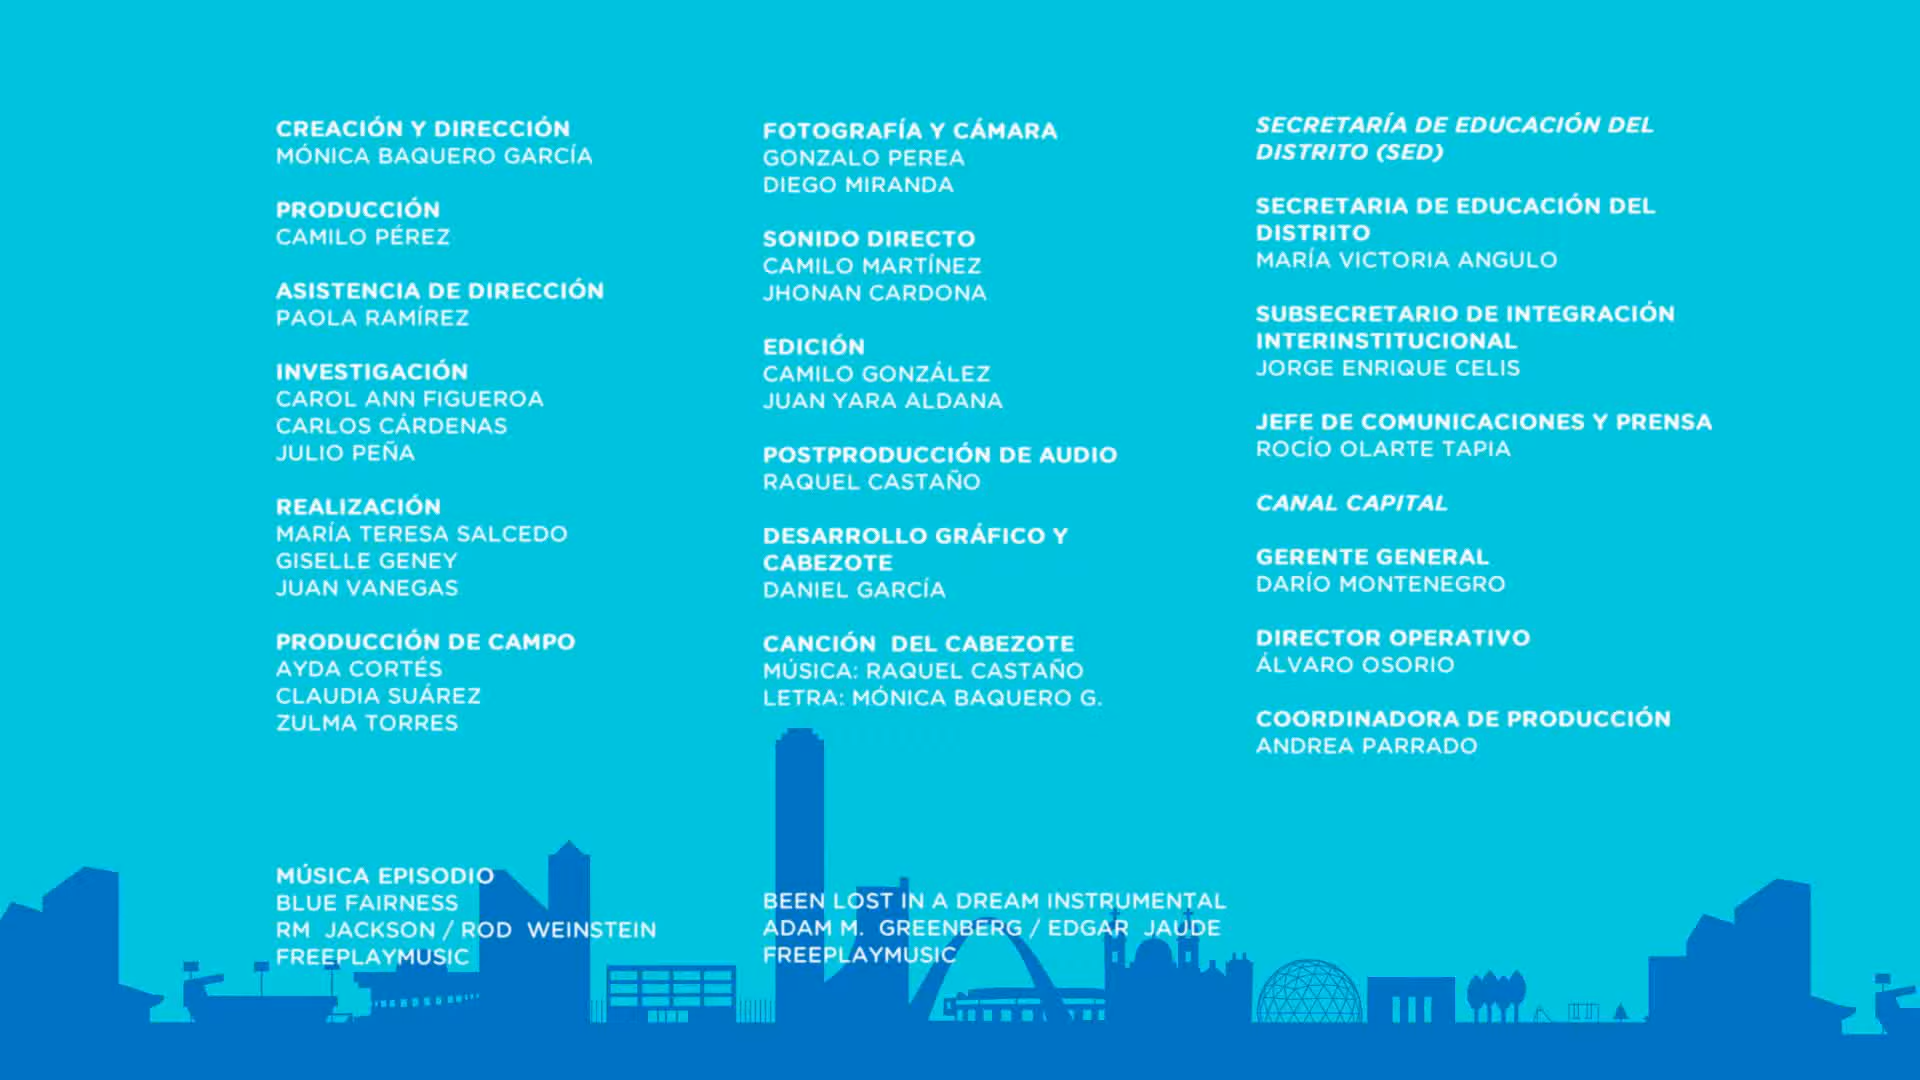 CREACIÓN Y DIRECCIÓN
MÓNICA BAQUERO GARCÍA
PRODUCCIÓN
CAMILO PÉREZ
ASISTENCIA DE DIRECCIÓN
PAOLA RAMÍREZ
INVESTIGACIÓN
CAROL ANN FIGUEROA
CARLOS CÁRDENAS
JULIO PEÑA
REALIZACIÓN
MARÍA TERESA SALCEDO
GISELLE GENEY
JUAN VANEGAS
PRODUCCIÓN DE CAMPO
AYDA CORTÉS
CLAUDIA SUÁREZ
ZULMA TORRES
FOTOGRAFÍA Y CÁMARA
GONZALO PEREA
DIEGO MIRANDA
SONIDO DIRECTO
CAMILO MARTÍNEZ
JHONAN CARDONA
EDICIÓN
CAMILO GONZÁLEZ
JUAN YARA ALDANA
POSTPRODUCCIÓN DE AUDIO
RAQUEL CASTAÑO
DESARROLLO GRÁFICO Y
CABEZOTE
DANIEL GARCÍA
CANCIÓN DEL CABEZOTE
MÚSICA: RAQUEL CASTAÑO
LETRA: MÓNICA BAQUERO G.
SECRETARÍA DE EDUCACIÓN DEL
DISTRITO (SED)
SECRETARIA DE EDUCACIÓN DEL
DISTRITO
MARÍA VICTORIA ANGULO
SUBSECRETARIO DE INTEGRACIÓN
INTERINSTITUCIONAL
JORGE ENRIQUE CELIS
JEFE DE COMUNICACIONES Y PRENSA
ROCÍO OLARTE TAPIA
CANAL CAPITAL
GERENTE GENERAL
DARÍO MONTENEGRO
DIRECTOR OPERATIVO
ÁLVARO OSORIO
COORDINADORA DE PRODUCCIÓN
ANDREA PARRADO
MÚSICA EPISODIO
BLUE FAIRNESS
RM JACKSON / ROD WEINSTEIN
FREEPLAYMUSIC
BEEN LOST IN A DREAM INSTRUMENTAL
ADAM M. GREENBERG / EDGAR JAUDE
FREEPLAYMUSIC